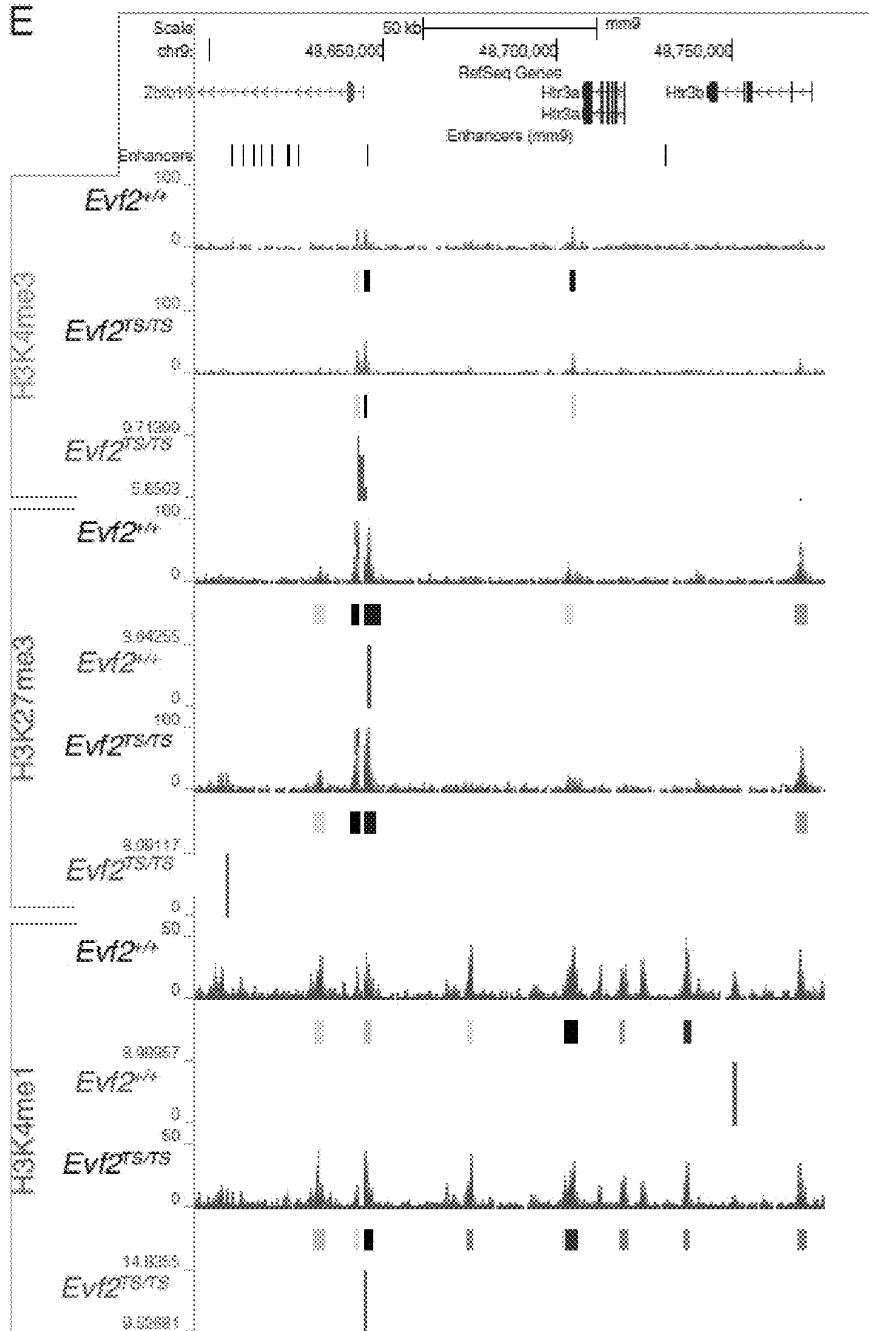 E
Scale 50 kb mm9
chr9: 48,650,000 48,700,000 48,750,000
RefSeq Genes
Zbtb16 Htr3a Htr3b
Htr3a
Enhancers (mm9)
Enhancers
100
Evf2+/+
0
H3K4me3
100
Evf2TS/TS
0
Evf2TS/TS
Evf2+/+
0
H3K27me3
Evf2+/+
0
100
Evf2TS/TS
0
Evf2TS/TS
0
50
Evf2+/+
0
H3K4me1
Evf2+/+
0
Evf2TS/TS
0
Evf2TS/TS